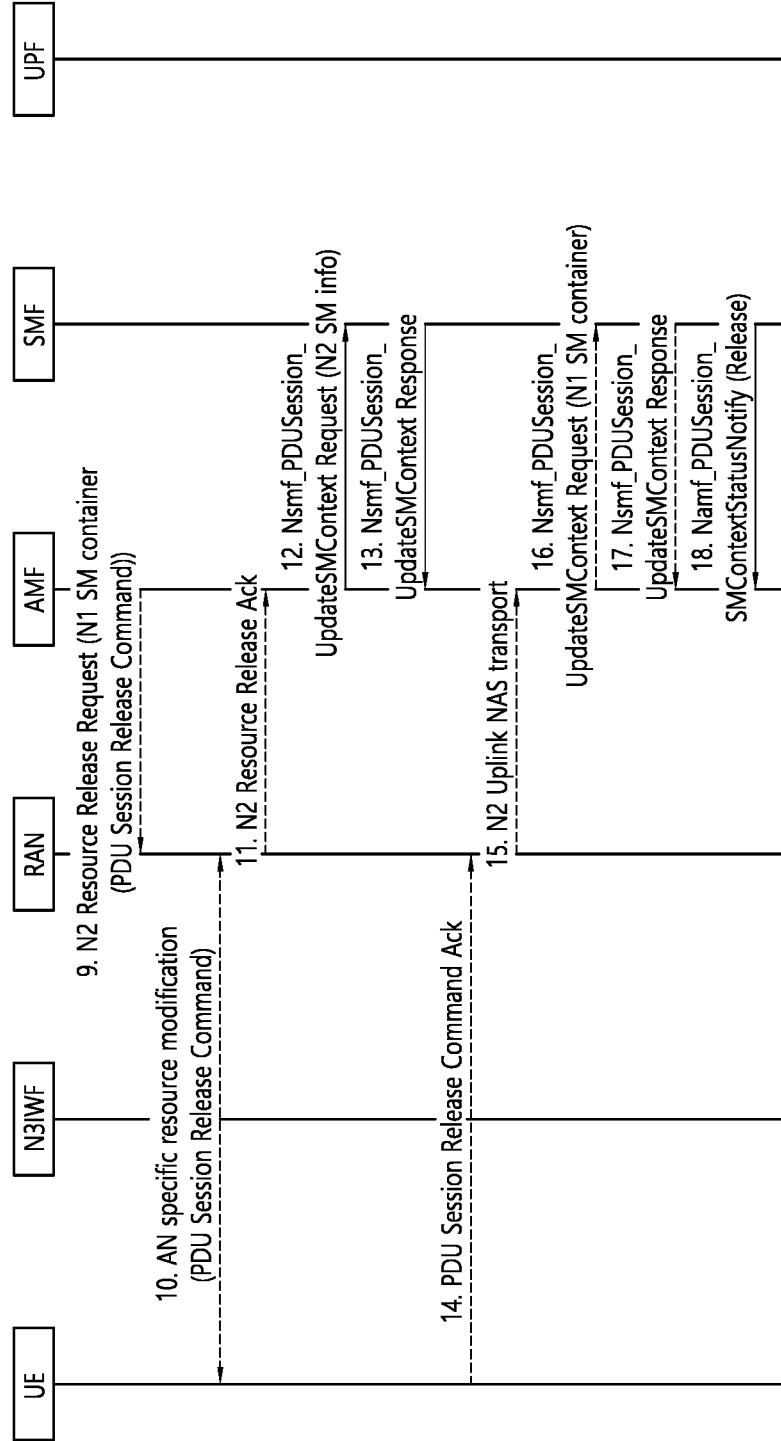 UE
N3IWF
RAN
AMF
SMF
UPF
9. N2 Resource Release Request (N1 SM container
(PDU Session Release Command))
10. AN specific resource modification
(PDU Session Release Command)
11. N2 Resource Release Ack
12. Nsmf_PDUSession_
UpdateSMContext Request (N2 SM info)
13. Nsmf_PDUSession_
UpdateSMContext Response
14. PDU Session Release Command Ack
15. N2 Uplink NAS transport
16. Nsmf_PDUSession_
UpdateSMContext Request (N1 SM container)
17. Nsmf_PDUSession_
UpdateSMContext Response
18. Namf_PDUSession_
SMContextStatusNotify (Release)